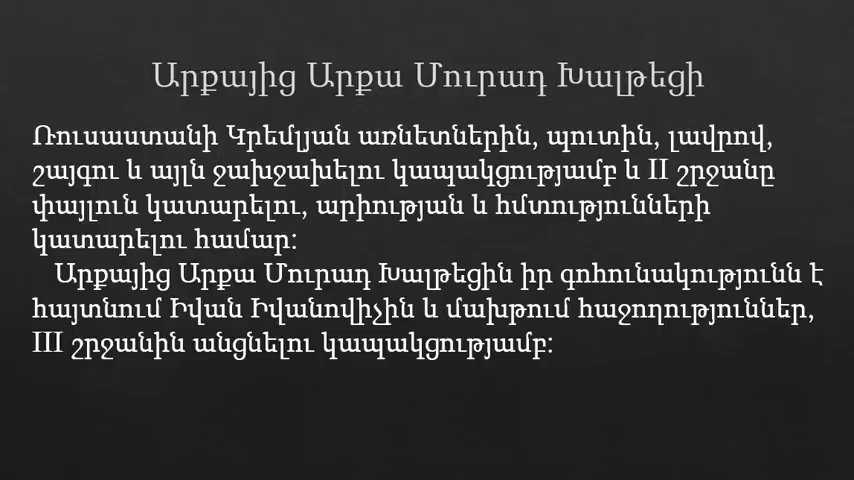 Արքայից Արքա Մուրադ Խալթեցի
Ռուսաստանի Կրեմլյան առնետներին, պուտին, լավրով,
շայգու և այլն ջախջախելու կապակցությամբ և II շրջանը
փայլուն կատարելու, արիության և հմտությունների
կատարելու համար։
Արքայից Արքա Մուրադ Խալթեցին իր գոհունակությունն է
հայտնում Իվան Իվանովիչին և մախթում հաջողություններ,
III շրջանին անցնելու կապակցությամբ։